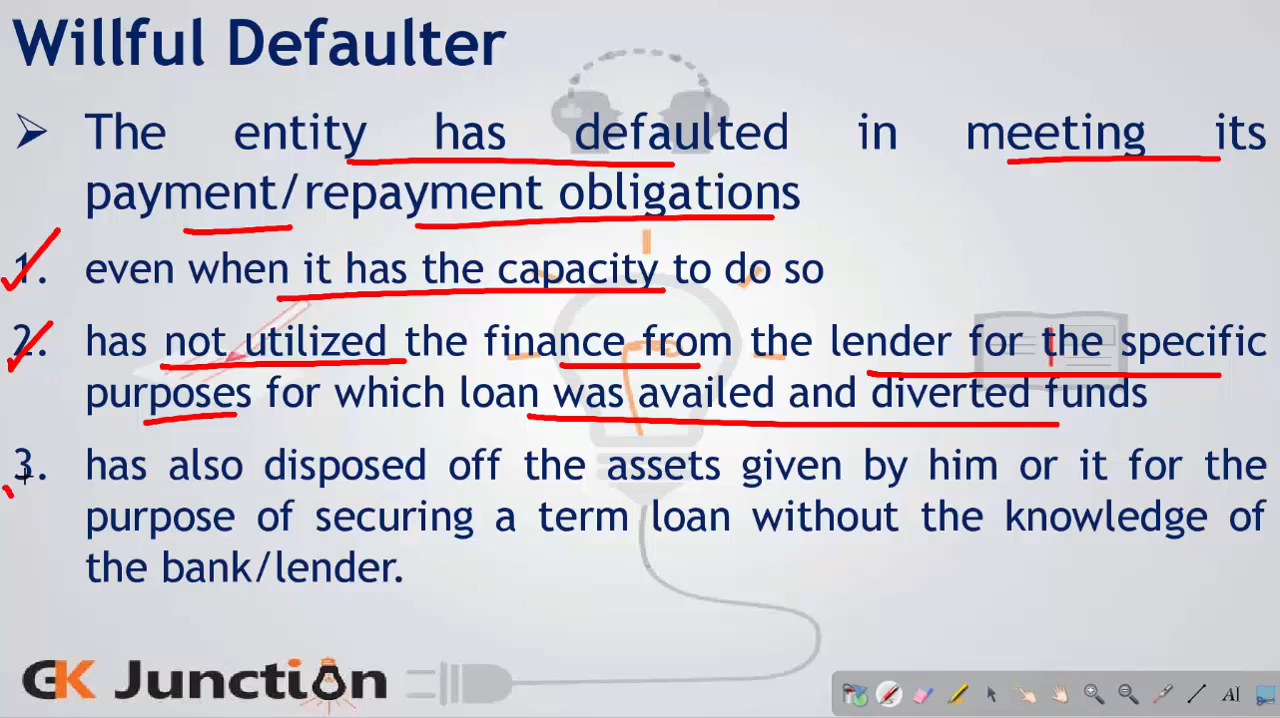 Willful Defaulter
The entity has defaulted in meeting its
payment/repayment obligations
1. even when it has the capacity to do so
2. has not utilized the finance from the lender for the specific
purposes for which loan was availed and diverted funds
3. has also disposed off the assets given by him or it for the
purpose of securing a term loan without the knowledge of
the bank/lender.
GK Junction
A